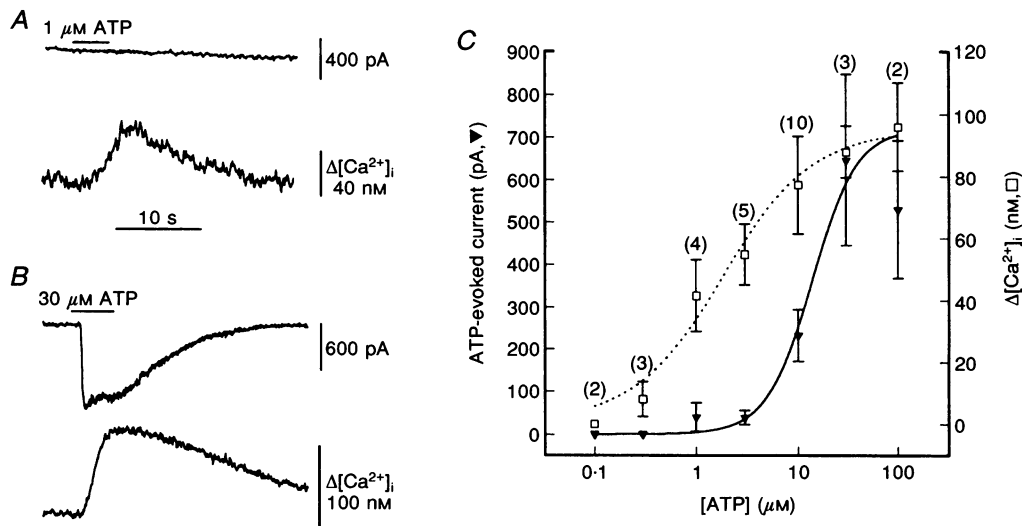 A
1 μM ATP
400 pA
Δ[Ca²⁺]ᵢ
40 nM
10 s
B
30 μM ATP
600 pA
Δ[Ca²⁺]ᵢ
100 nM
C
ATP-evoked current (pA, ▼)
900
800
700
600
500
400
300
200
100
0
(2)
(3)
(4)
(5)
(10)
(3)
(2)
120
100
80
60
40
20
0
Δ[Ca²⁺]ᵢ (nM, □)
0·1
1
10
100
[ATP] (μM)